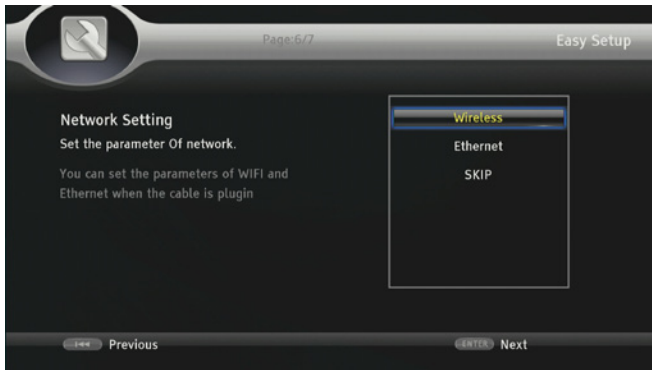 Page:6/7
Easy Setup
Network Setting
Set the parameter Of network.
You can set the parameters of WIFI and
Ethernet when the cable is plugin
Wireless
Ethernet
SKIP
Previous
ENTER Next